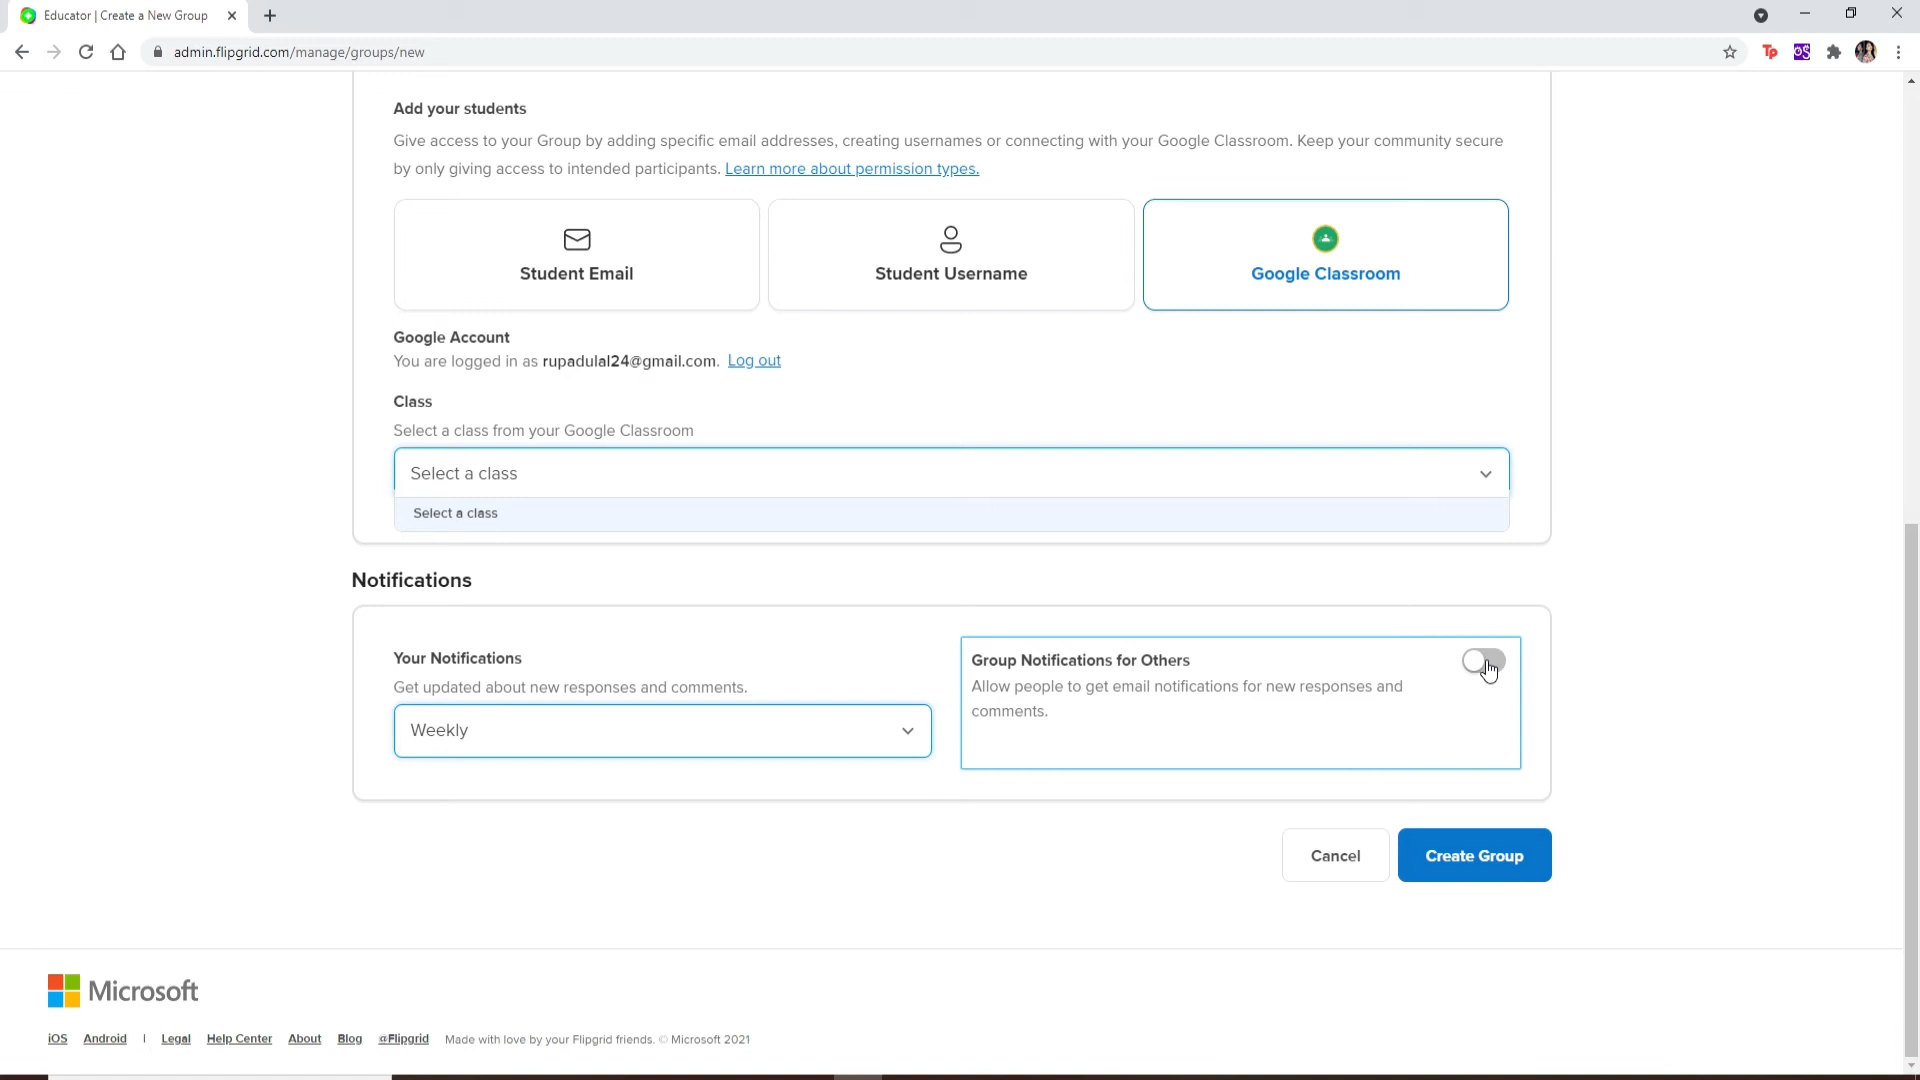 Educator | Create a New Group
admin.flipgrid.com/manage/groups/new
Tp
Add your students
Give access to your Group by adding specific email addresses, creating usernames or connecting with your Google Classroom. Keep your community secure
by only giving access to intended participants. Learn more about permission types.
Student Email
Student Username
Google Classroom
Google Account
You are logged in as rupadulal24@gmail.com. Log out
Class
Select a class from your Google Classroom
Select a class
Select a class
Notifications
Your Notifications
Get updated about new responses and comments.
Weekly
Group Notifications for Others
Allow people to get email notifications for new responses and
comments.
Cancel
Create Group
Microsoft
iOS Android | Legal Help Center About Blog @Flipgrid Made with love by your Flipgrid friends. © Microsoft 2021